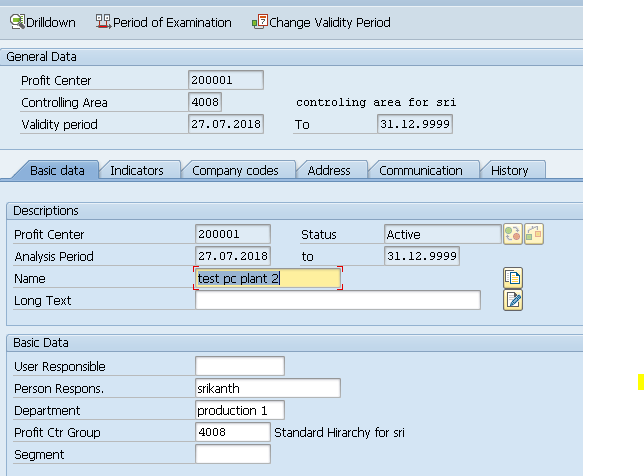 Drilldown Period of Examination Change Validity Period
General Data
Profit Center 200001
Controlling Area 4008 controling area for sri
Validity period 27.07.2018 To 31.12.9999
Basic data Indicators Company codes Address Communication History
Descriptions
Profit Center 200001 Status Active
Analysis Period 27.07.2018 to 31.12.9999
Name test pc plant 2
Long Text
Basic Data
User Responsible
Person Respons. srikanth
Department production 1
Profit Ctr Group 4008 Standard Hirarchy for sri
Segment